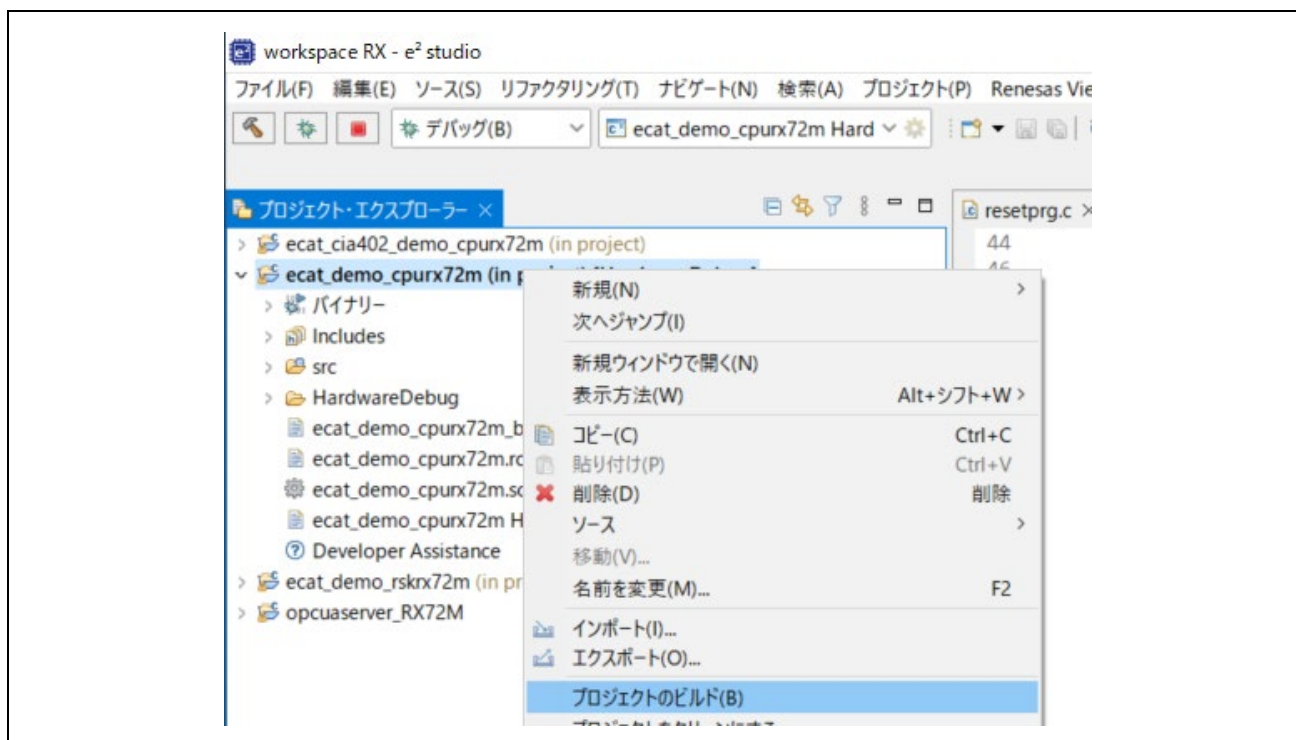 workspace RX - e² studio
ファイル(F) 編集(E) ソース(S) リファクタリング(T) ナビゲート(N) 検索(A) プロジェクト(P) Renesas Vie
デバッグ(B) ecat_demo_cpurx72m Hard
プロジェクト・エクスプローラー
resetprg.c
ecat_cia402_demo_cpurx72m (in project)
44
ecat_demo_cpurx72m (in
バイナリー
Includes
src
HardwareDebug
ecat_demo_cpurx72m_b
ecat_demo_cpurx72m.rc
ecat_demo_cpurx72m.sc
ecat_demo_cpurx72m H
Developer Assistance
ecat_demo_rskrx72m (in pr
opcuaserver_RX72M
新規(N)
次へジャンプ(I)
新規ウィンドウで開く(N)
表示方法(W) Alt+シフト+W
コピー(C) Ctrl+C
貼り付け(P) Ctrl+V
削除(D) 削除
ソース
移動(V)...
名前を変更(M)... F2
インポート(I)...
エクスポート(O)...
プロジェクトのビルド(B)